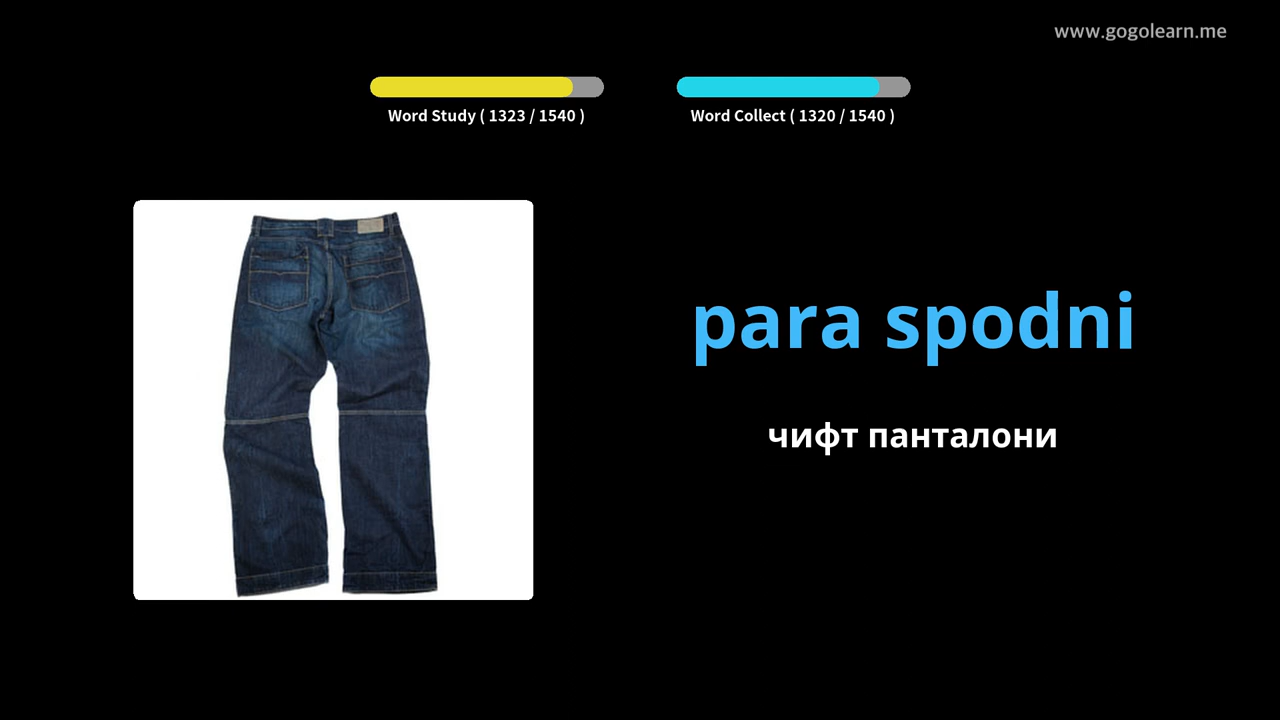 www.gogolearn.me
Word Study ( 1323 / 1540 )
Word Collect ( 1320 / 1540 )
para spodni
чифт панталони